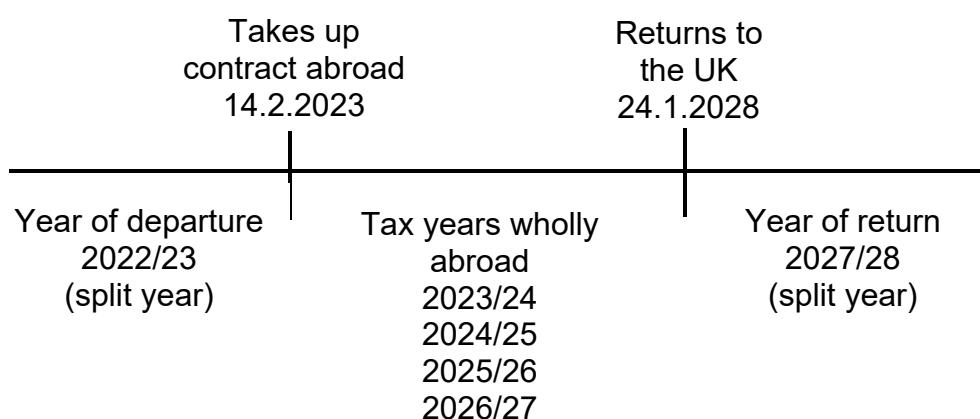 Takes up
contract abroad
14.2.2023
Returns to
the UK
24.1.2028
Year of departure
2022/23
(split year)
Tax years wholly
abroad
2023/24
2024/25
2025/26
2026/27
Year of return
2027/28
(split year)